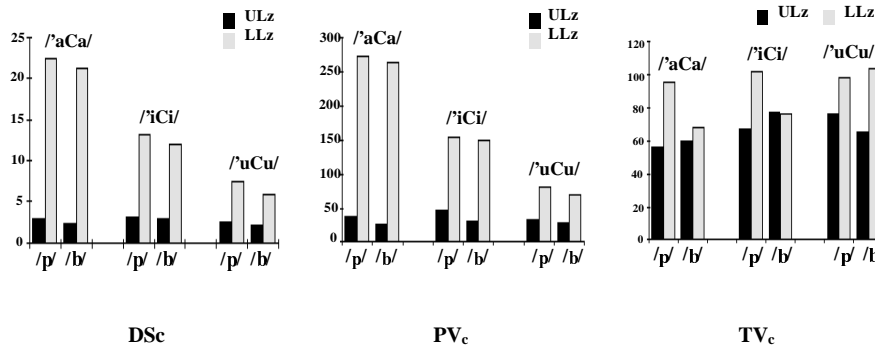 ULz
LLz
25
20
15
10
5
0
/'aCa/
/'iCi/
/'uCu/
/p/ /b/ /p/ /b/ /p/ /b/
DSc
ULz
LLz
300
250
200
150
100
50
0
/'aCa/
/'iCi/
/'uCu/
/p/ /b/ /p/ /b/ /p/ /b/
PVc
ULz LLz
120
100
80
60
40
20
0
/'aCa/ /'iCi/ /'uCu/
/p/ /b/ /p/ /b/ /p/ /b/
TVc